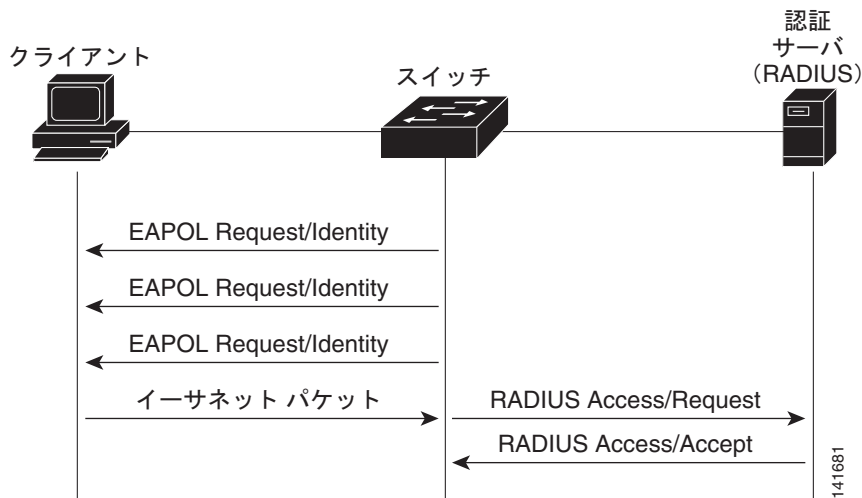 クライアント
スイッチ
認証
サーバ
(RADIUS)
EAPOL Request/Identity
EAPOL Request/Identity
EAPOL Request/Identity
イーサネット パケット
RADIUS Access/Request
RADIUS Access/Accept
141681